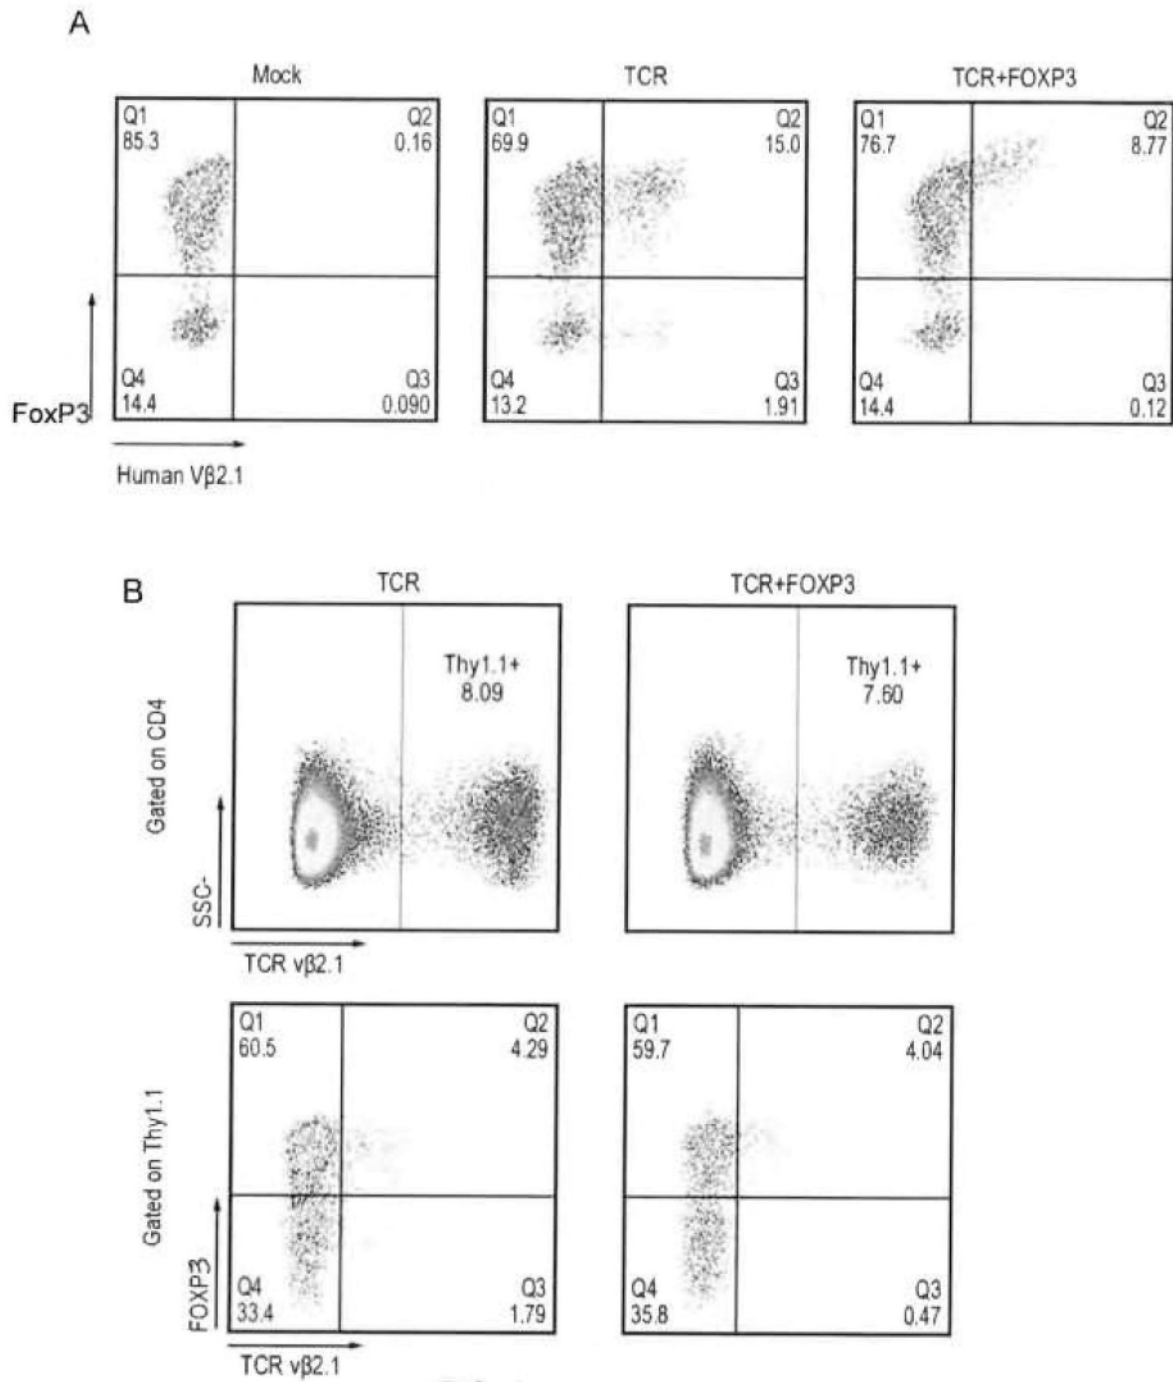 A
Mock
TCR
TCR+FOXP3
Q1
85.3
Q2
0.16
Q4
14.4
Q3
0.090
Q1
69.9
Q2
15.0
Q4
13.2
Q3
1.91
Q1
76.7
Q2
8.77
Q4
14.4
Q3
0.12
FoxP3
Human Vβ2.1
B
TCR
TCR+FOXP3
Gated on CD4
SSC-
Thy1.1+
8.09
Thy1.1+
7.60
TCR vβ2.1
Gated on Thy1.1
FOXP3
Q1
60.5
Q2
4.29
Q4
33.4
Q3
1.79
Q1
59.7
Q2
4.04
Q4
35.8
Q3
0.47
TCR vβ2.1